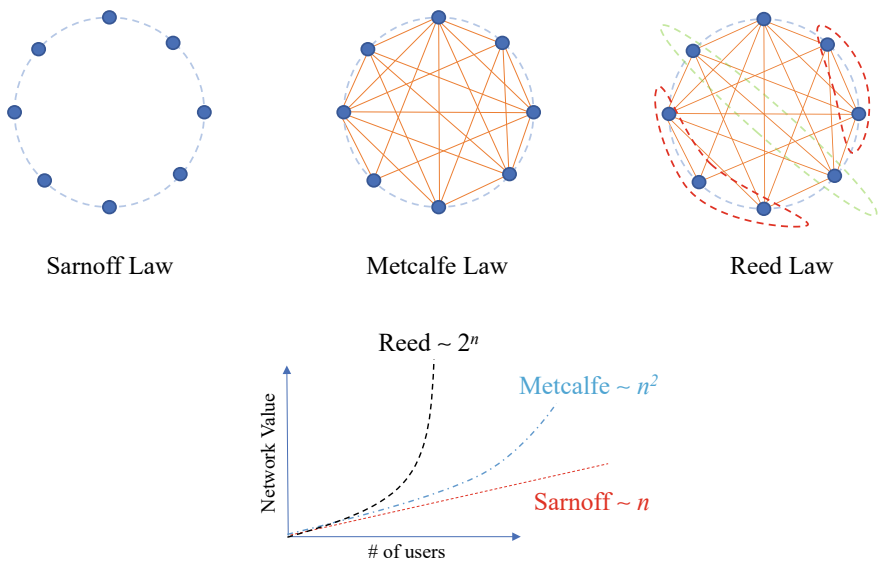 Sarnoff Law
Metcalfe Law
Reed Law
Reed ~ 2ⁿ
Metcalfe ~ n²
Sarnoff ~ n
Network Value
# of users